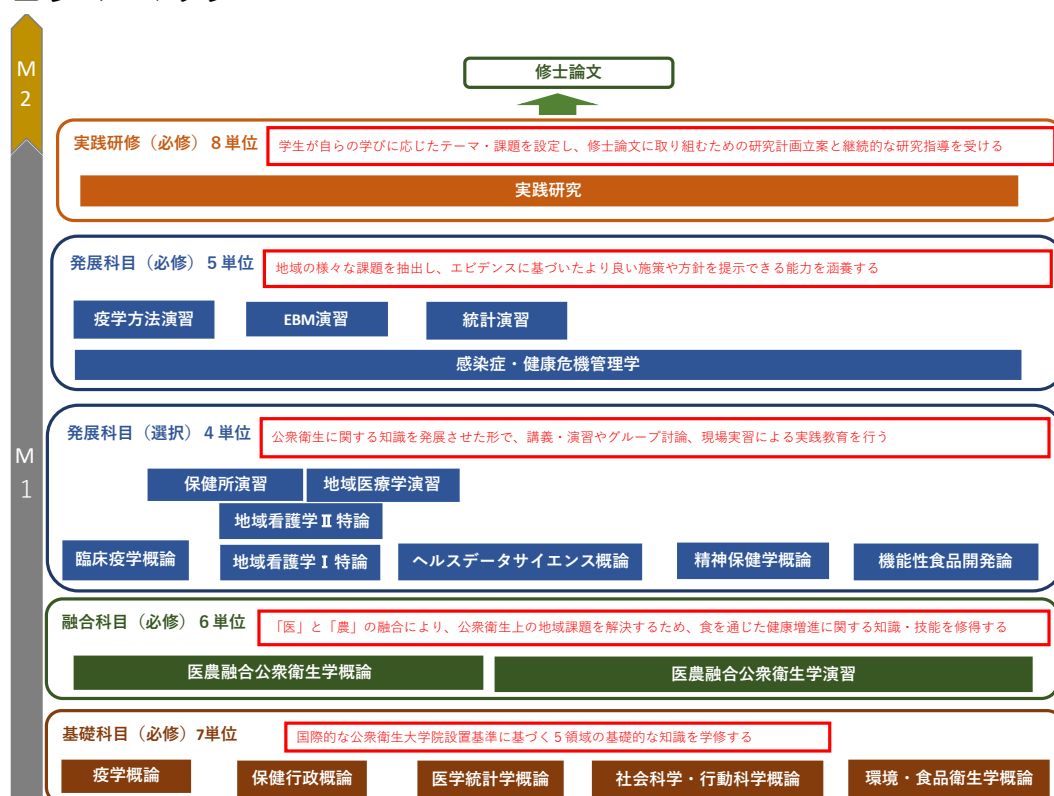 M
2
修士論文
実践研修（必修）８単位
学生が自らの学びに応じたテーマ・課題を設定し、修士論文に取り組むための研究計画立案と継続的な研究指導を受ける
実践研究
発展科目（必修）５単位
地域の様々な課題を抽出し、エビデンスに基づいたより良い施策や方針を提示できる能力を涵養する
疫学方法演習
EBM演習
統計演習
感染症・健康危機管理学
M
1
発展科目（選択）４単位
公衆衛生に関する知識を発展させた形で、講義・演習やグループ討論、現場実習による実践教育を行う
保健所演習
地域医療学演習
地域看護学Ⅱ特論
臨床疫学概論
地域看護学Ⅰ特論
ヘルスデータサイエンス概論
精神保健学概論
機能性食品開発論
融合科目（必修）６単位
「医」と「農」の融合により、公衆衛生上の地域課題を解決するため、食を通じた健康増進に関する知識・技能を修得する
医農融合公衆衛生学概論
医農融合公衆衛生学演習
基礎科目（必修）7単位
国際的な公衆衛生大学院設置基準に基づく５領域の基礎的な知識を学修する
疫学概論
保健行政概論
医学統計学概論
社会科学・行動科学概論
環境・食品衛生学概論